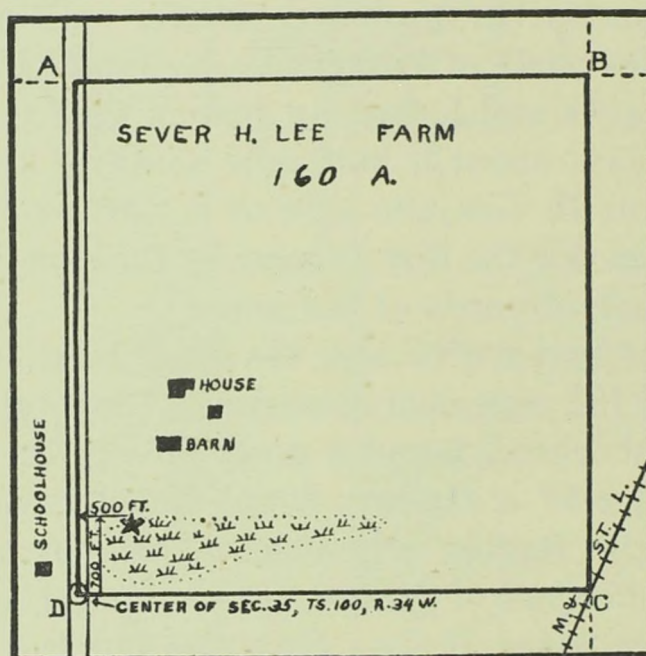 A
B
SEVER H. LEE FARM
160 A.
HOUSE
BARN
SCHOOLHOUSE
500 FT.
700 FT.
M. & ST. L.
D
C
CENTER OF SEC. 35, TS. 100, R. 34 W.